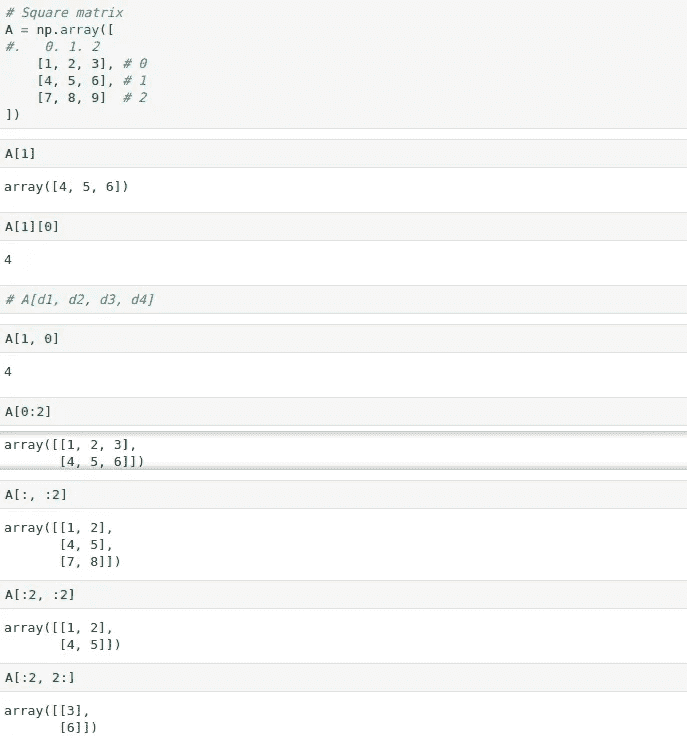 # Square matrix
A = np.array([
#.   0. 1. 2
    [1, 2, 3], # 0
    [4, 5, 6], # 1
    [7, 8, 9]  # 2
])
A[1]
array([4, 5, 6])
A[1][0]
4
# A[d1, d2, d3, d4]
A[1, 0]
4
A[0:2]
array([[1, 2, 3],
       [4, 5, 6]])
A[:, :2]
array([[1, 2],
       [4, 5],
       [7, 8]])
A[:2, :2]
array([[1, 2],
       [4, 5]])
A[:2, 2:]
array([[3],
       [6]])